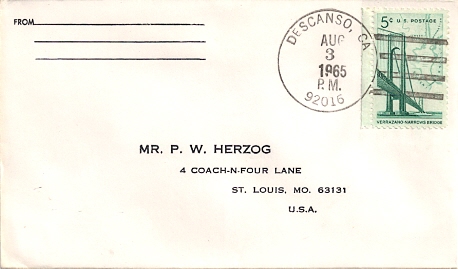 FROM
DESCANSO, CA
AUG
3
1965
P.M.
92016
5c U.S. POSTAGE
VERRAZANO-NARROWS BRIDGE
MR. P. W. HERZOG
4 COACH-N-FOUR LANE
ST. LOUIS, MO. 63131
U.S.A.